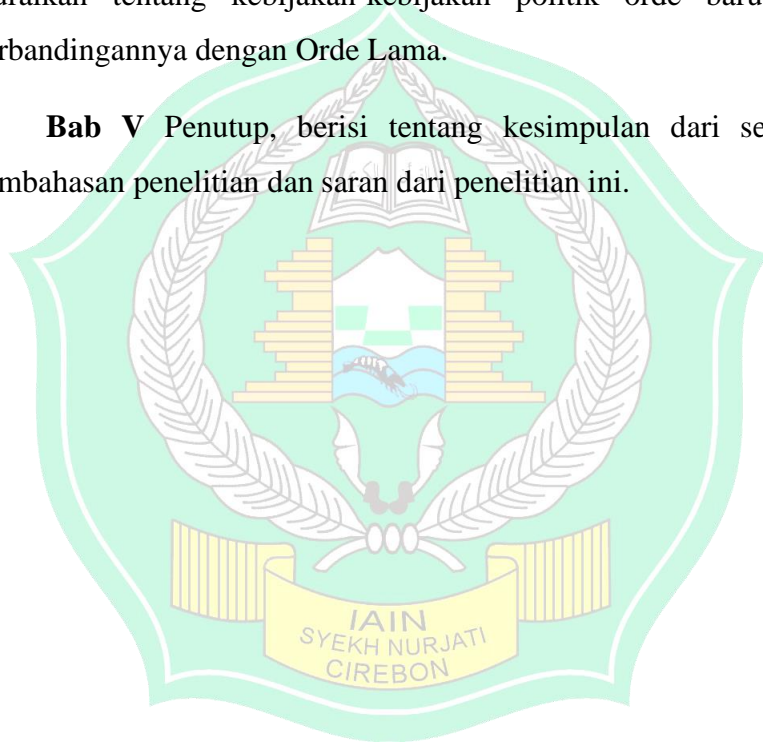 uraikan tentang kebijakan-kebijakan politik orde baru
rbandingannya dengan Orde Lama.
Bab V Penutup, berisi tentang kesimpulan dari se
mbahasan penelitian dan saran dari penelitian ini.
IAIN
SYEKH NURJATI
CIREBON